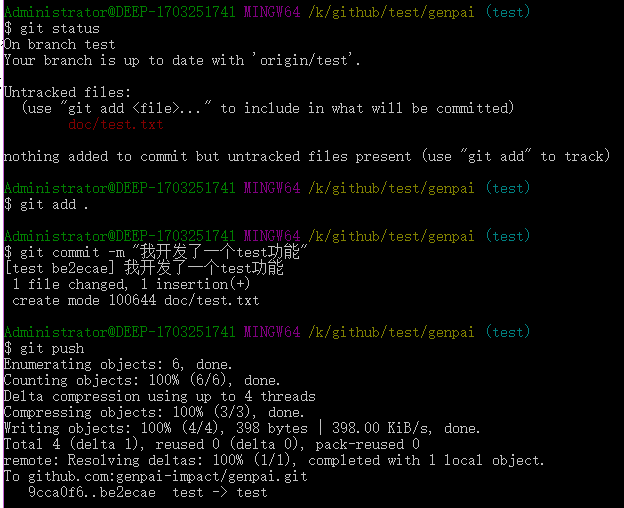 Administrator@DEEP-1703251741 MINGW64 /k/github/test/genpai (test)
$ git status
On branch test
Your branch is up to date with 'origin/test'.
Untracked files:
  (use "git add <file>..." to include in what will be committed)
        doc/test.txt
nothing added to commit but untracked files present (use "git add" to track)
Administrator@DEEP-1703251741 MINGW64 /k/github/test/genpai (test)
$ git add .
Administrator@DEEP-1703251741 MINGW64 /k/github/test/genpai (test)
$ git commit -m "我开发了一个test功能"
[test be2ecae] 我开发了一个test功能
 1 file changed, 1 insertion(+)
 create mode 100644 doc/test.txt
Administrator@DEEP-1703251741 MINGW64 /k/github/test/genpai (test)
$ git push
Enumerating objects: 6, done.
Counting objects: 100% (6/6), done.
Delta compression using up to 4 threads
Compressing objects: 100% (3/3), done.
Writing objects: 100% (4/4), 398 bytes | 398.00 KiB/s, done.
Total 4 (delta 1), reused 0 (delta 0), pack-reused 0
remote: Resolving deltas: 100% (1/1), completed with 1 local object.
To github.com:genpai-impact/genpai.git
   9cca0f6..be2ecae  test -> test